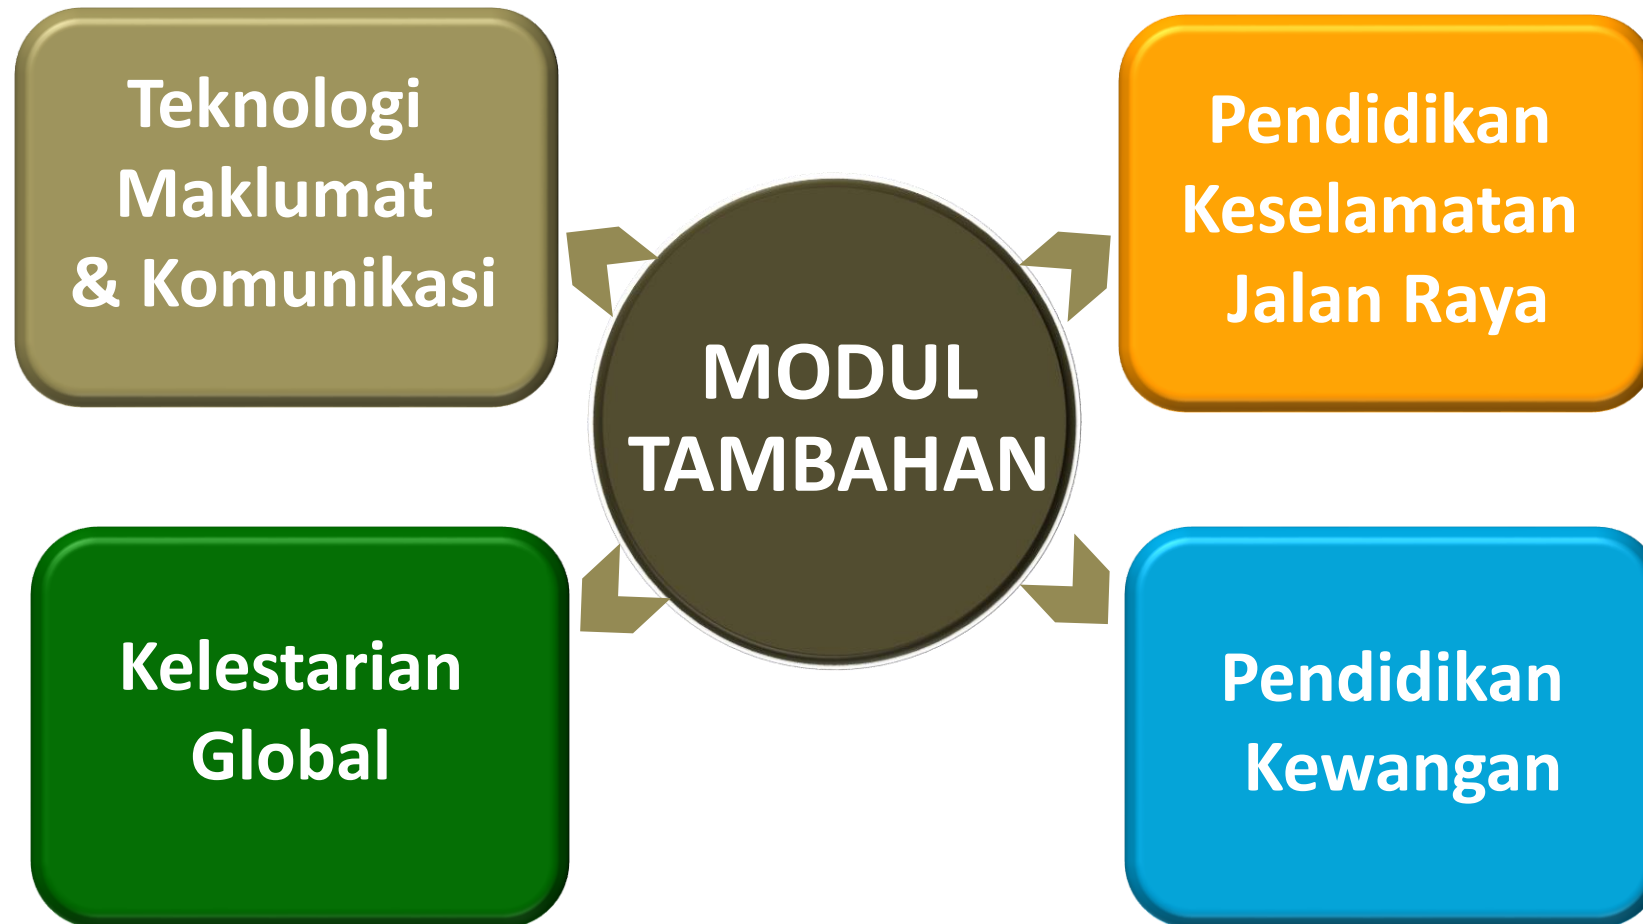 Teknologi
Maklumat
& Komunikasi
Pendidikan
Keselamatan
Jalan Raya
MODUL
TAMBAHAN
Kelestarian
Global
Pendidikan
Kewangan